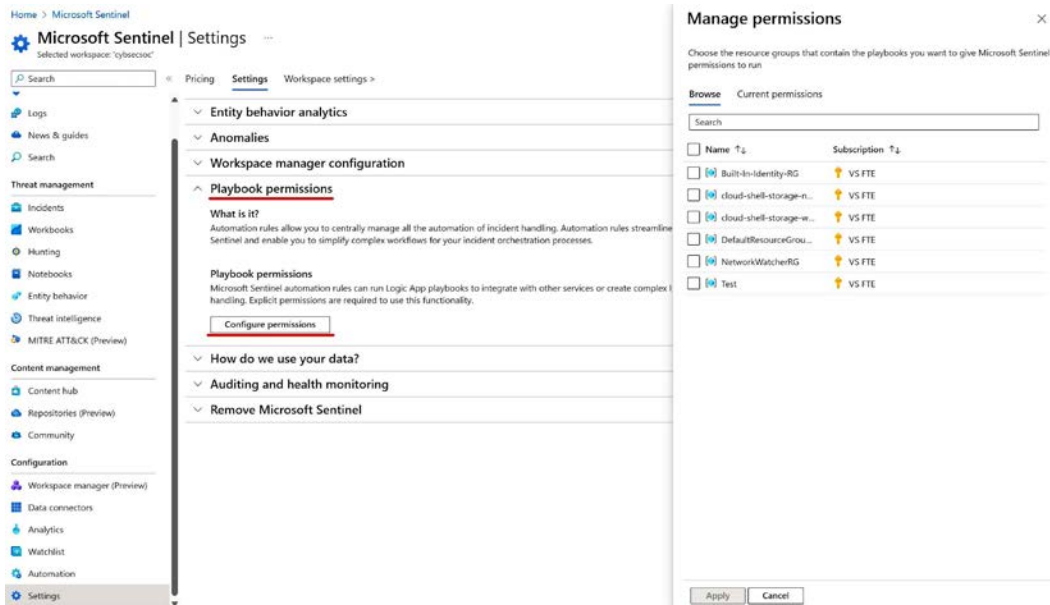 Home > Microsoft Sentinel
Microsoft Sentinel | Settings ...
Selected workspace: 'cybsecsoc'
Search
Logs
News & guides
Search
Threat management
Incidents
Workbooks
Hunting
Notebooks
Entity behavior
Threat intelligence
MITRE ATT&CK (Preview)
Content management
Content hub
Repositories (Preview)
Community
Configuration
Workspace manager (Preview)
Data connectors
Analytics
Watchlist
Automation
Settings
Pricing Settings Workspace settings >
Entity behavior analytics
Anomalies
Workspace manager configuration
Playbook permissions
What is it?
Automation rules allow you to centrally manage all the automation of incident handling. Automation rules streamline
Sentinel and enable you to simplify complex workflows for your incident orchestration processes.
Playbook permissions
Microsoft Sentinel automation rules can run Logic App playbooks to integrate with other services or create complex
handling. Explicit permissions are required to use this functionality.
Configure permissions
How do we use your data?
Auditing and health monitoring
Remove Microsoft Sentinel
Manage permissions
Choose the resource groups that contain the playbooks you want to give Microsoft Sentinel
permissions to run
Browse Current permissions
Search
Name Subscription
Built-In-Identity-RG VS FTE
cloud-shell-storage-n... VS FTE
cloud-shell-storage-w... VS FTE
DefaultResourceGrou... VS FTE
NetworkWatcherRG VS FTE
Test VS FTE
Apply Cancel